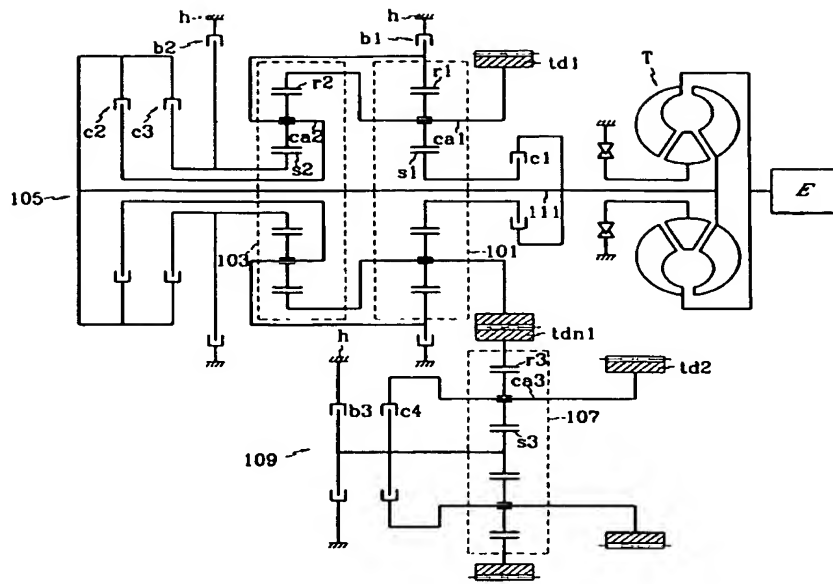 h
h
b2
b1
td1
T
r2
r1
c2
c3
ca2
ca1
s2
s1
c1
105
111
E
103
101
tdn1
h
r3
ca3
td2
b3
c4
107
s3
109